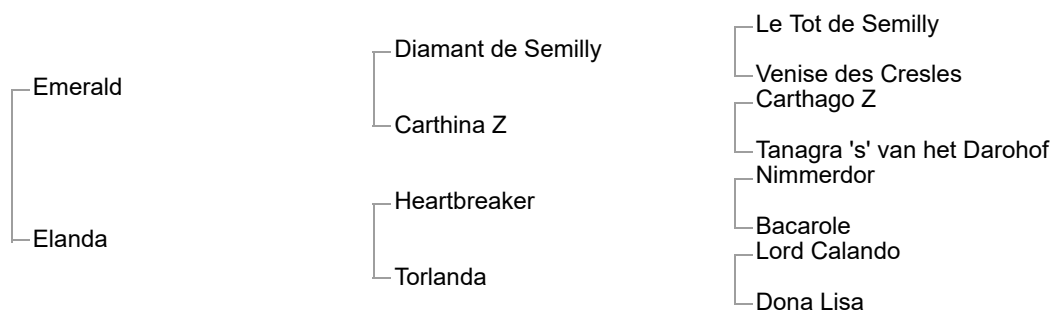 Le Tot de Semilly
Diamant de Semilly
Venise des Cresles
Emerald
Carthago Z
Carthina Z
Tanagra 's' van het Darohof
Nimmerdor
Heartbreaker
Bacarole
Elanda
Lord Calando
Torlanda
Dona Lisa